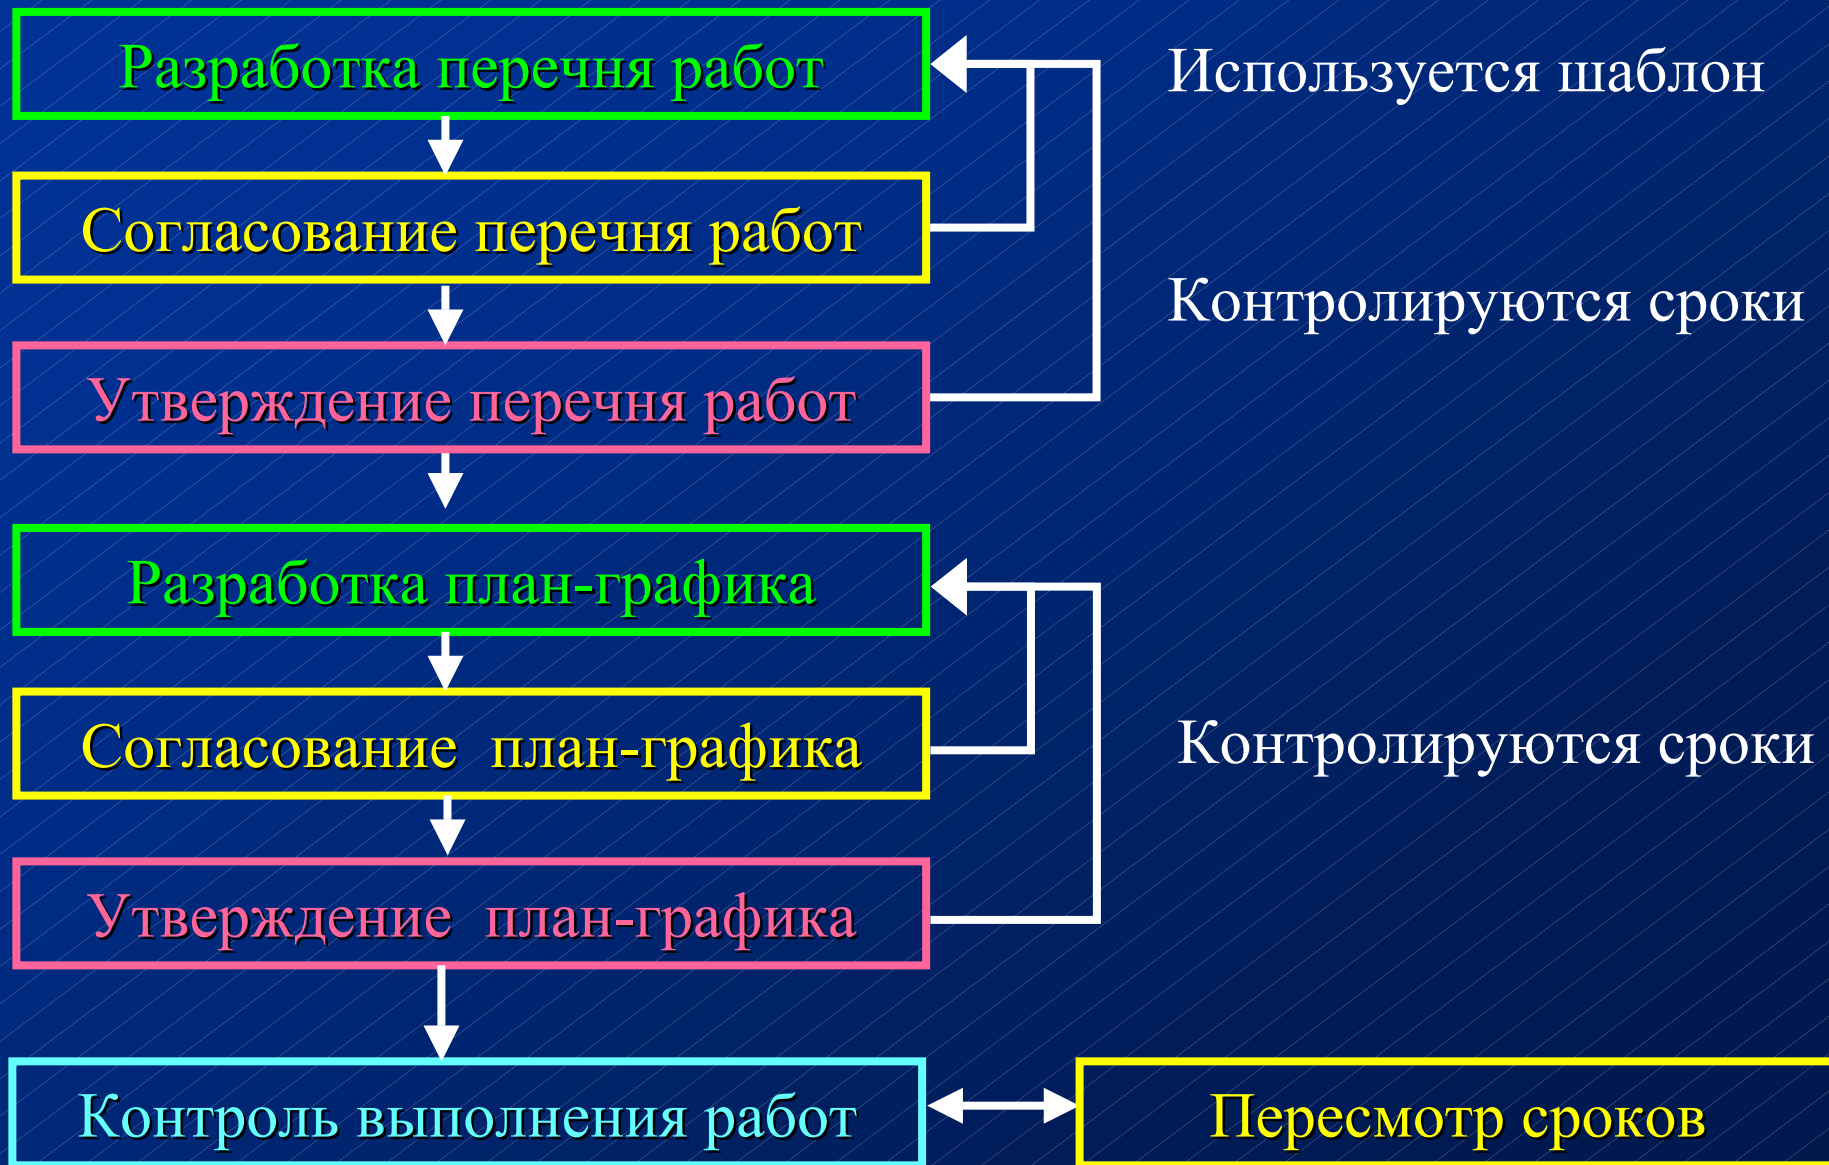 Разработка перечня работ
Используется шаблон
Согласование перечня работ
Контролируются сроки
Утверждение перечня работ
Разработка план-графика
Согласование план-графика
Контролируются сроки
Утверждение план-графика
Контроль выполнения работ
Пересмотр сроков